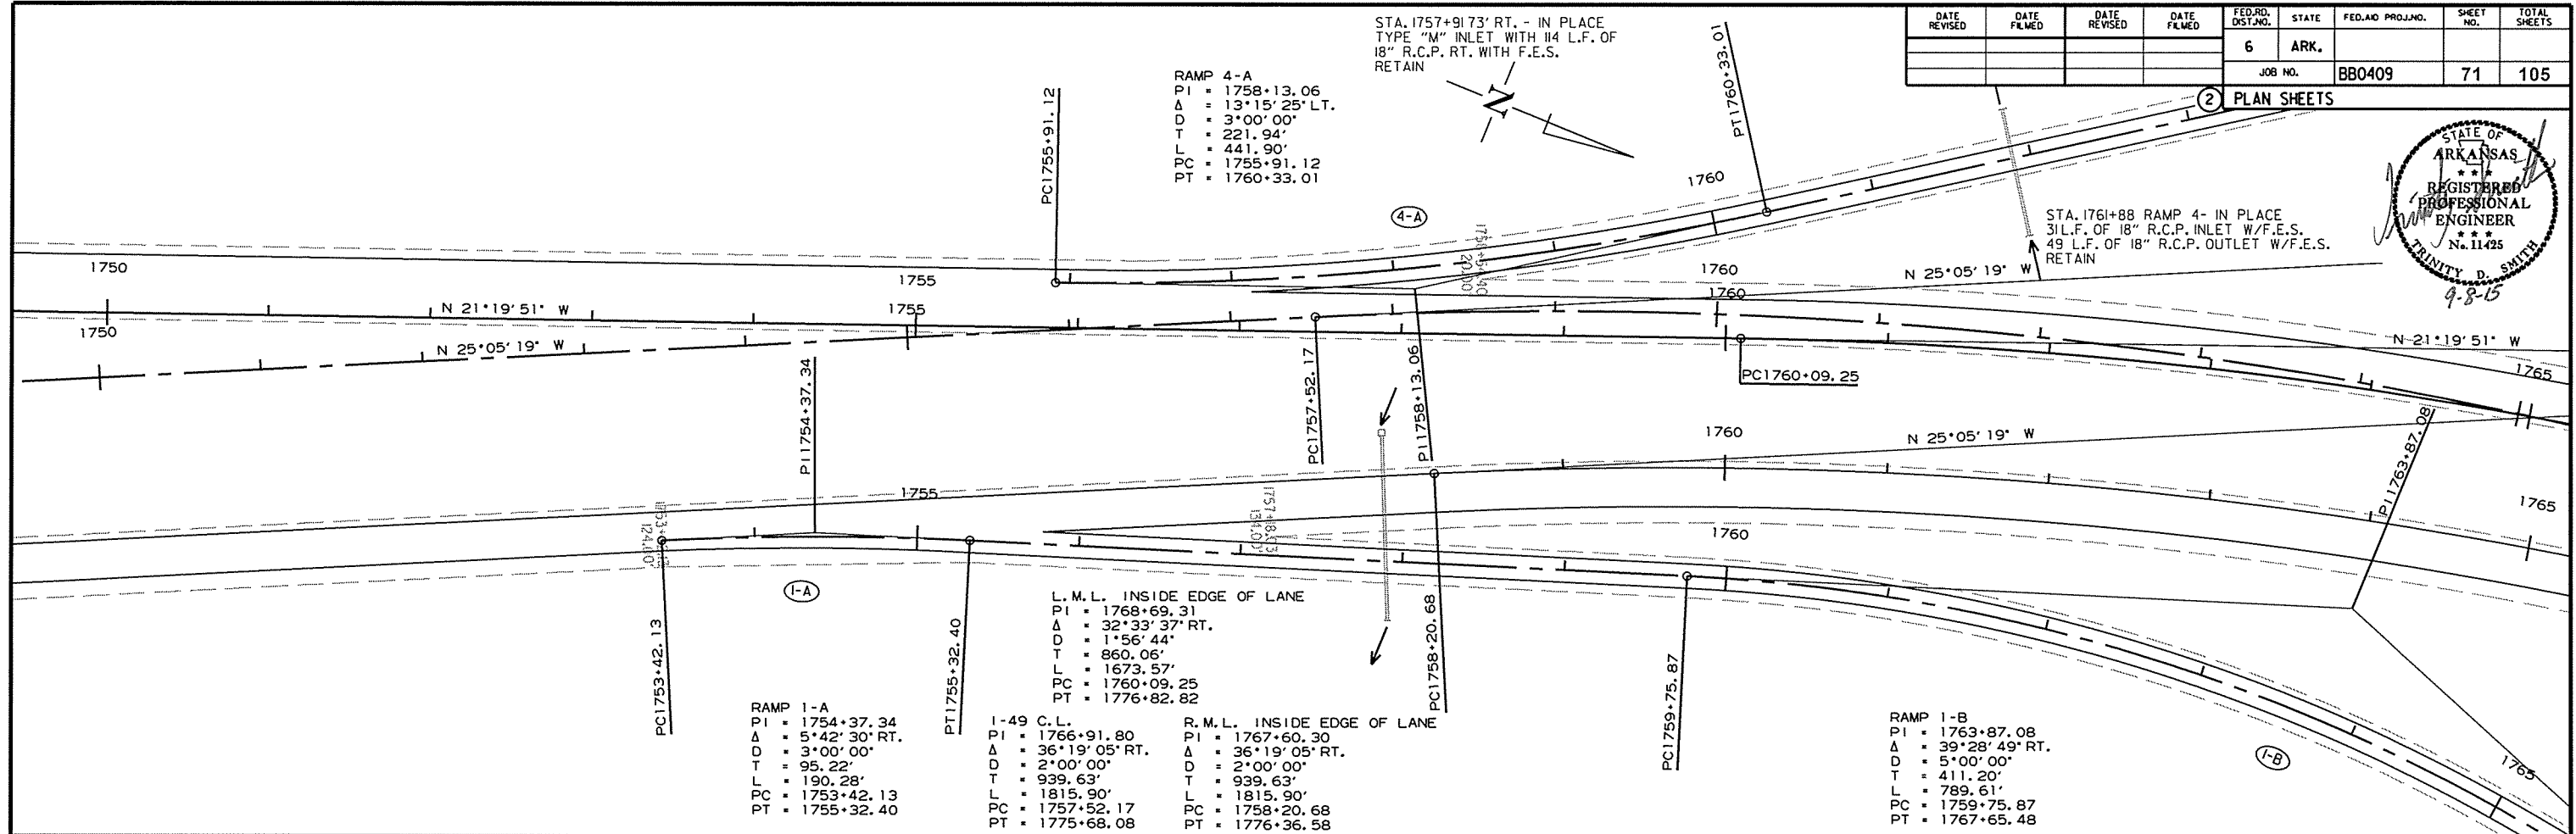 STA. 1757+91 73' RT. - IN PLACE
TYPE "M" INLET WITH 114 L.F. OF
18" R.C.P. RT. WITH F.E.S.
RETAIN
DATE REVISED
DATE FILMED
DATE REVISED
DATE FILMED
FED.RD. DIST.NO.
STATE
FED.AID PROJ.NO.
SHEET NO.
TOTAL SHEETS
6
ARK.
JOB NO.
BB0409
71
105
2
PLAN SHEETS
STATE OF
ARKANSAS
* * *
REGISTERED
PROFESSIONAL
ENGINEER
* * *
No. 11425
TRINITY D. SMITH
9-8-15
RAMP 4-A
PI = 1758+13.06
Δ = 13°15'25" LT.
D = 3°00'00"
T = 221.94'
L = 441.90'
PC = 1755+91.12
PT = 1760+33.01
N
PC1755+91.12
PT1760+33.01
1760
4-A
STA. 1761+88 RAMP 4- IN PLACE
31 L.F. OF 18" R.C.P. INLET W/F.E.S.
49 L.F. OF 18" R.C.P. OUTLET W/F.E.S.
RETAIN
1750
1755
1760
N 25°05'19" W
1760
N 21°19'51" W
1755
1750
N 25°05'19" W
N 21°19'51" W
1765
PI1754+37.34
PC1757+52.17
PI1758+13.06
PC1760+09.25
1760
N 25°05'19" W
PI1763+87.08
1755
1765
124.00'
1760
1-A
PC1753+42.13
PT1755+32.40
PC1758+20.68
PC1759+75.87
L.M.L. INSIDE EDGE OF LANE
PI = 1768+69.31
Δ = 32°33'37" RT.
D = 1°56'44"
T = 860.06'
L = 1673.57'
PC = 1760+09.25
PT = 1776+82.82
RAMP 1-A
PI = 1754+37.34
Δ = 5°42'30" RT.
D = 3°00'00"
T = 95.22'
L = 190.28'
PC = 1753+42.13
PT = 1755+32.40
I-49 C.L.
PI = 1766+91.80
Δ = 36°19'05" RT.
D = 2°00'00"
T = 939.63'
L = 1815.90'
PC = 1757+52.17
PT = 1775+68.08
R.M.L. INSIDE EDGE OF LANE
PI = 1767+60.30
Δ = 36°19'05" RT.
D = 2°00'00"
T = 939.63'
L = 1815.90'
PC = 1758+20.68
PT = 1776+36.58
RAMP 1-B
PI = 1763+87.08
Δ = 39°28'49" RT.
D = 5°00'00"
T = 411.20'
L = 789.61'
PC = 1759+75.87
PT = 1767+65.48
1-B
1765